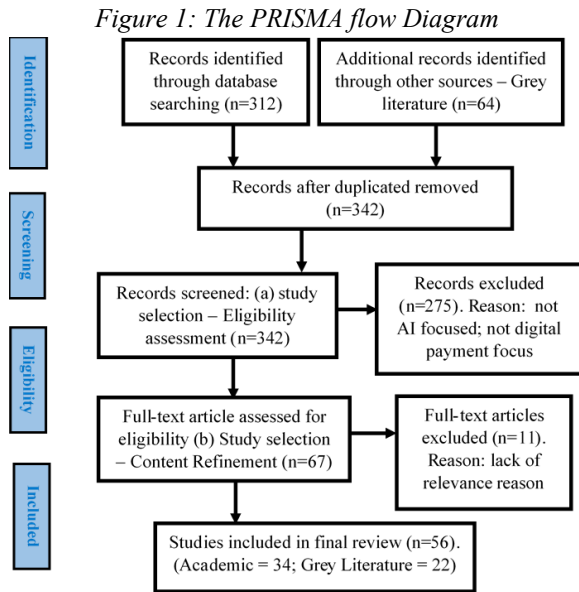 Figure 1: The PRISMA flow Diagram
Identification
Records identified
through database
searching (n=312)
Additional records identified
through other sources – Grey
literature (n=64)
Records after duplicated removed
(n=342)
Screening
Records screened: (a) study
selection – Eligibility
assessment (n=342)
Records excluded
(n=275). Reason: not
AI focused; not digital
payment focus
Eligibility
Full-text article assessed for
eligibility (b) Study selection
– Content Refinement (n=67)
Full-text articles
excluded (n=11).
Reason: lack of
relevance reason
Included
Studies included in final review (n=56).
(Academic = 34; Grey Literature = 22)